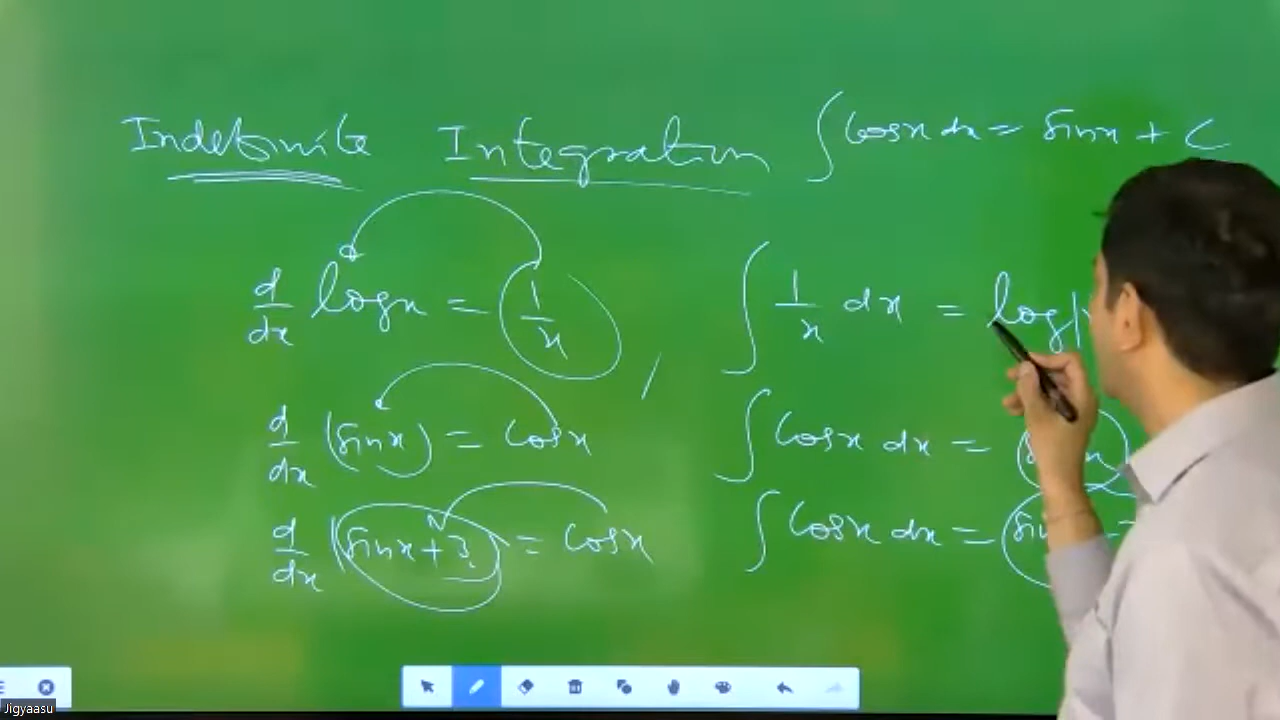 Indefinite Integration ∫ cosx dx = sinx + C
d/dx logx = 1/x , ∫ 1/x dx = log|
d/dx (sinx) = cosx ∫ cosx dx =
d/dx (sinx+3) = cosx ∫ cosx dx = sin
Jigyaasu